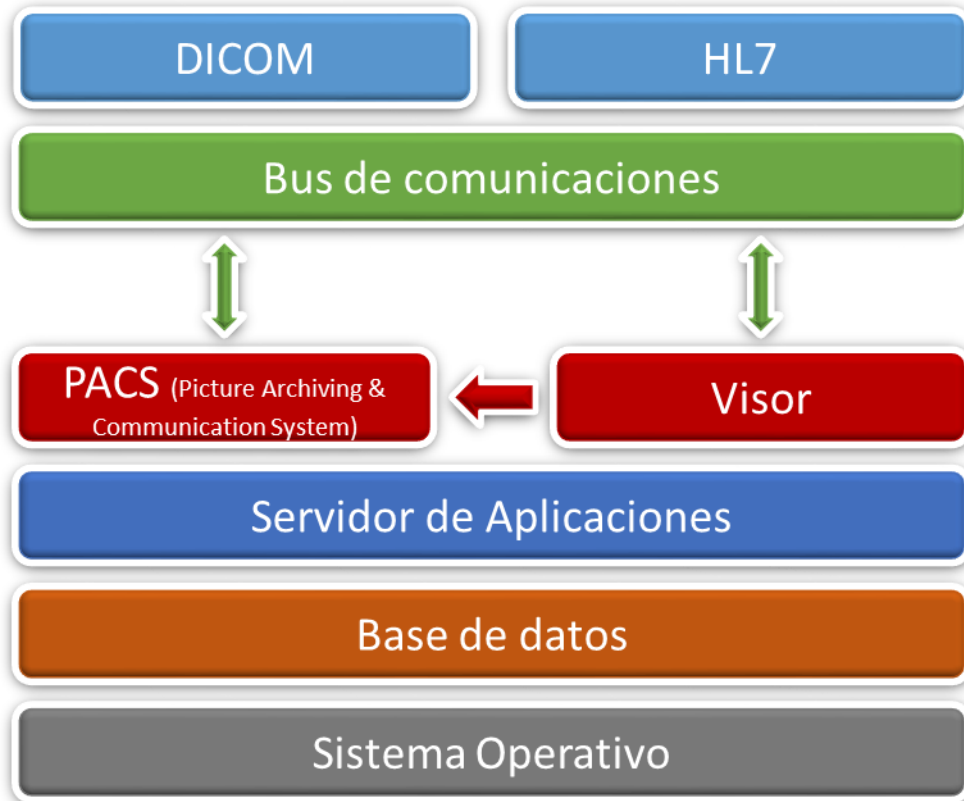 DICOM
HL7
Bus de comunicaciones
PACS (Picture Archiving &
Communication System)
Visor
Servidor de Aplicaciones
Base de datos
Sistema Operativo